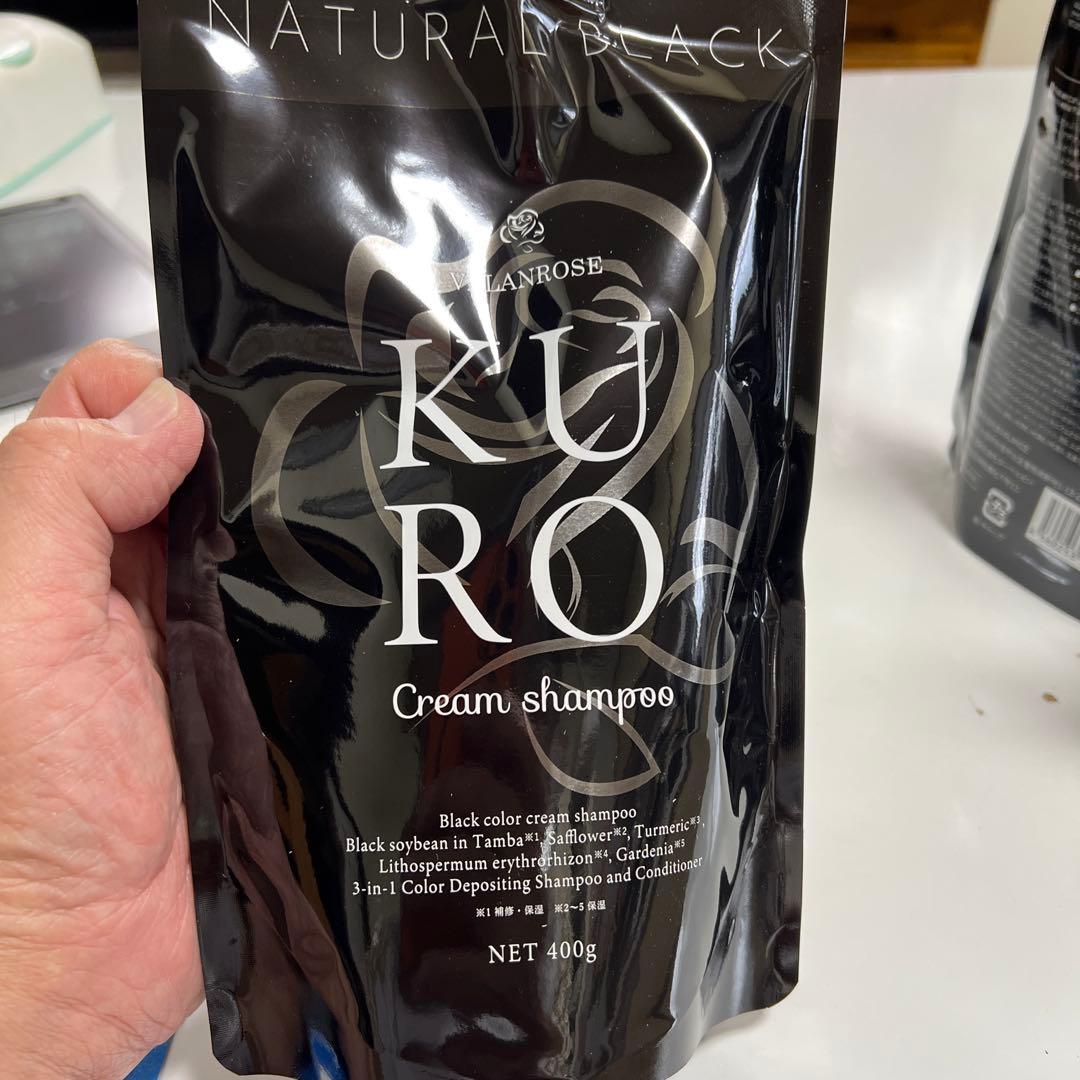 NATURAL BLACK
VALANROSE
KU
RO
Cream shampoo
Black color cream shampoo
Black soybean in Tamba※1, Safflower※2, Turmeric※3,
Lithospermum erythrorhizon※4, Gardenia※5
3-in-1 Color Depositing Shampoo and Conditioner
※1 補修・保湿 ※2〜5 保湿
NET 400g